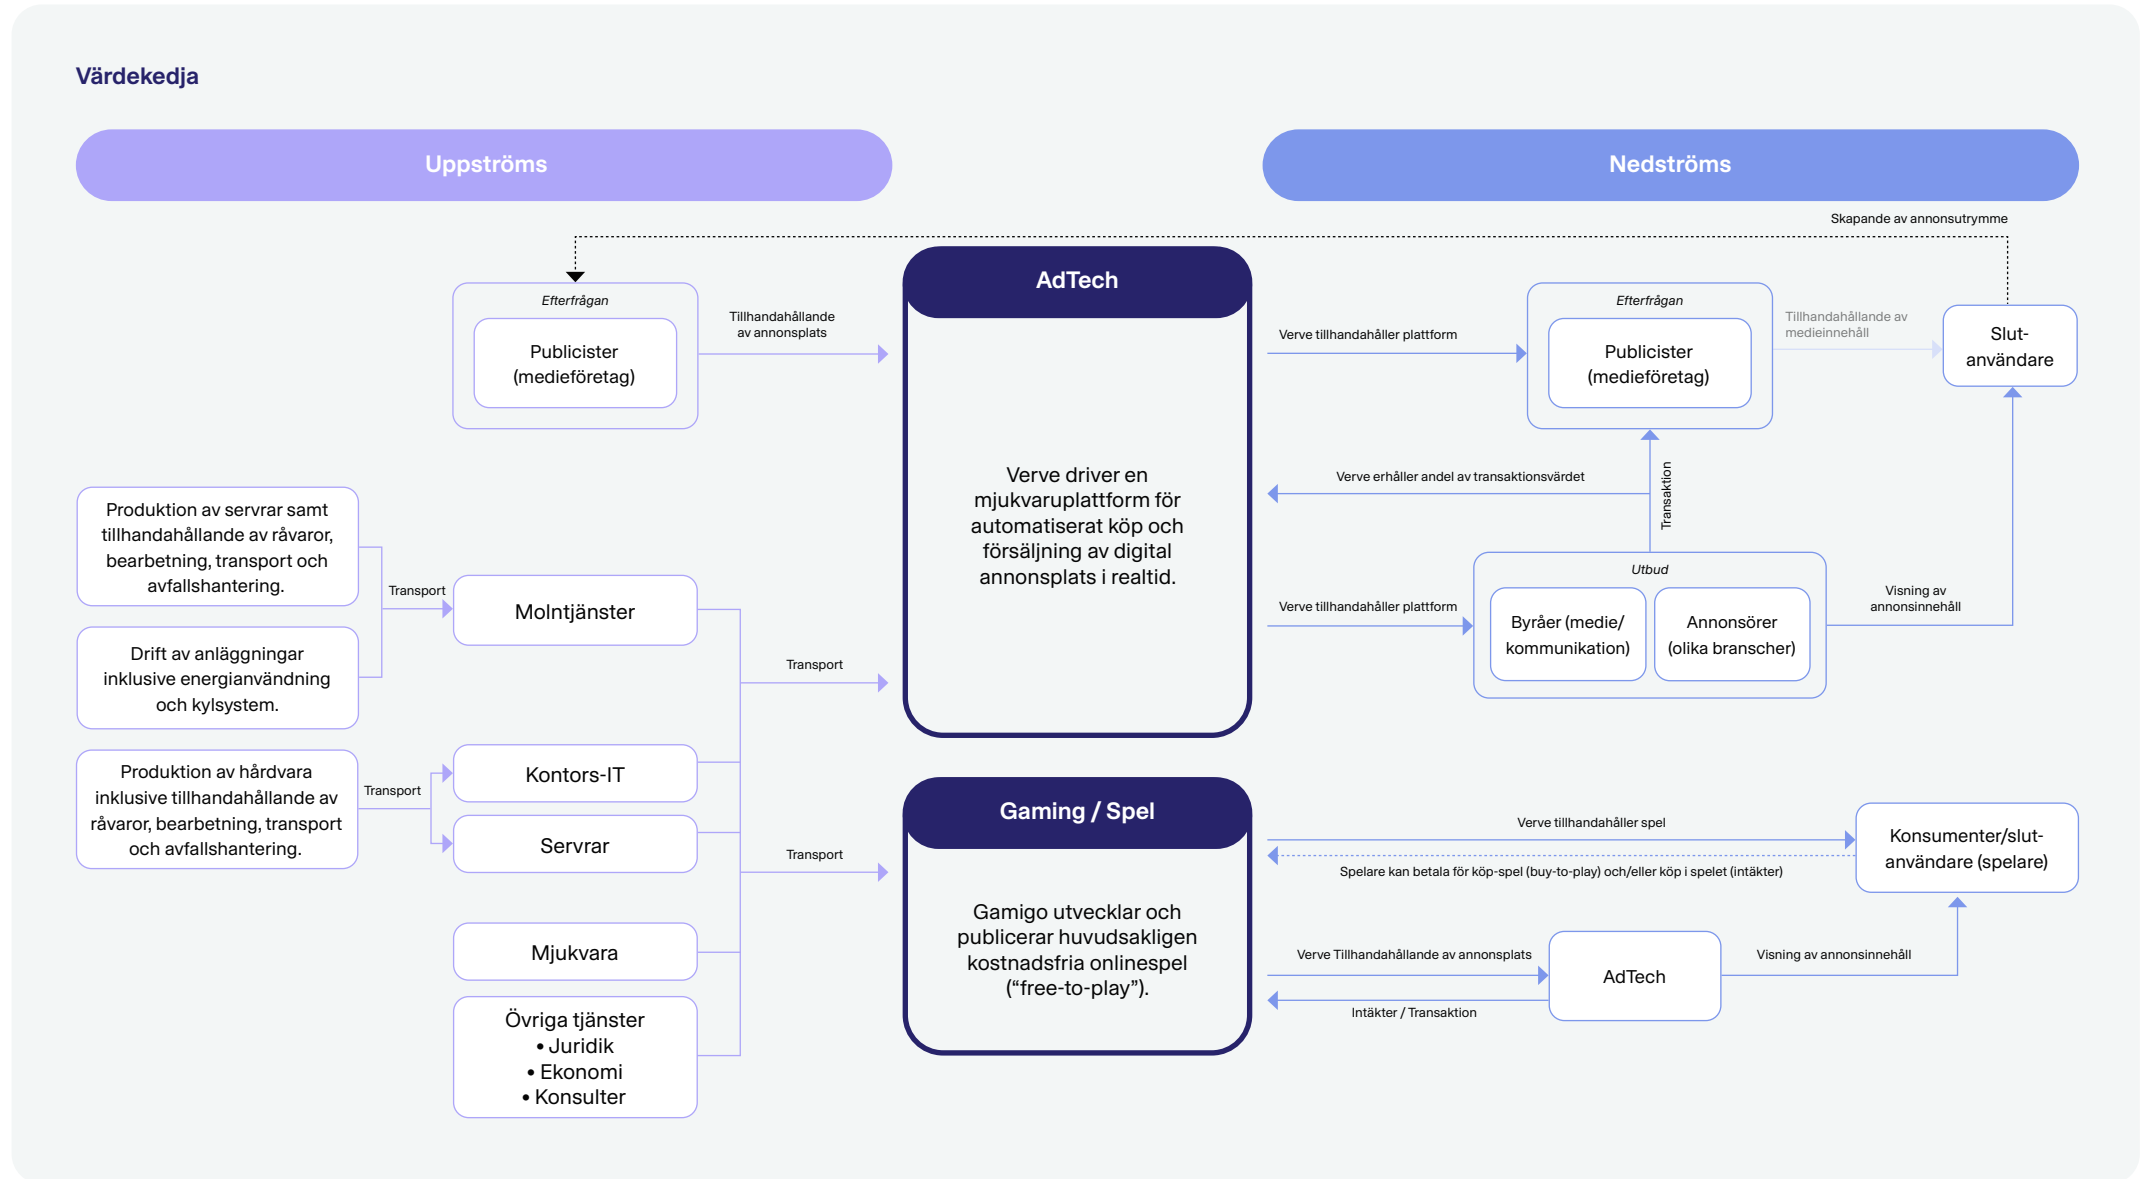 Värdekedja
Uppströms
Nedströms
Skapande av annonsutrymme
Efterfrågan
Publicister
(medieföretag)
Tillhandahållande
av annonsplats
Produktion av servrar samt
tillhandahållande av råvaror,
bearbetning, transport och
avfallshantering.
Drift av anläggningar
inklusive energianvändning
och kylsystem.
Transport
Molntjänster
Produktion av hårdvara
inklusive tillhandahållande av
råvaror, bearbetning, transport
och avfallshantering.
Transport
Kontors-IT
Servrar
Mjukvara
Övriga tjänster
• Juridik
• Ekonomi
• Konsulter
Transport
Transport
AdTech
Verve driver en
mjukvaruplattform för
automatiserat köp och
försäljning av digital
annonsplats i realtid.
Gaming / Spel
Gamigo utvecklar och
publicerar huvudsakligen
kostnadsfria onlinespel
(“free-to-play”).
Verve tillhandahåller plattform
Efterfrågan
Publicister
(medieföretag)
Tillhandahållande av
medieinnehåll
Slut-
användare
Verve erhåller andel av transaktionsvärdet
Transaktion
Verve tillhandahåller plattform
Utbud
Byråer (medie/
kommunikation)
Annonsörer
(olika branscher)
Visning av
annonsinnehåll
Verve tillhandahåller spel
Spelare kan betala för köp-spel (buy-to-play) och/eller köp i spelet (intäkter)
Konsumenter/slut-
användare (spelare)
Verve Tillhandahållande av annonsplats
AdTech
Visning av annonsinnehåll
Intäkter / Transaktion